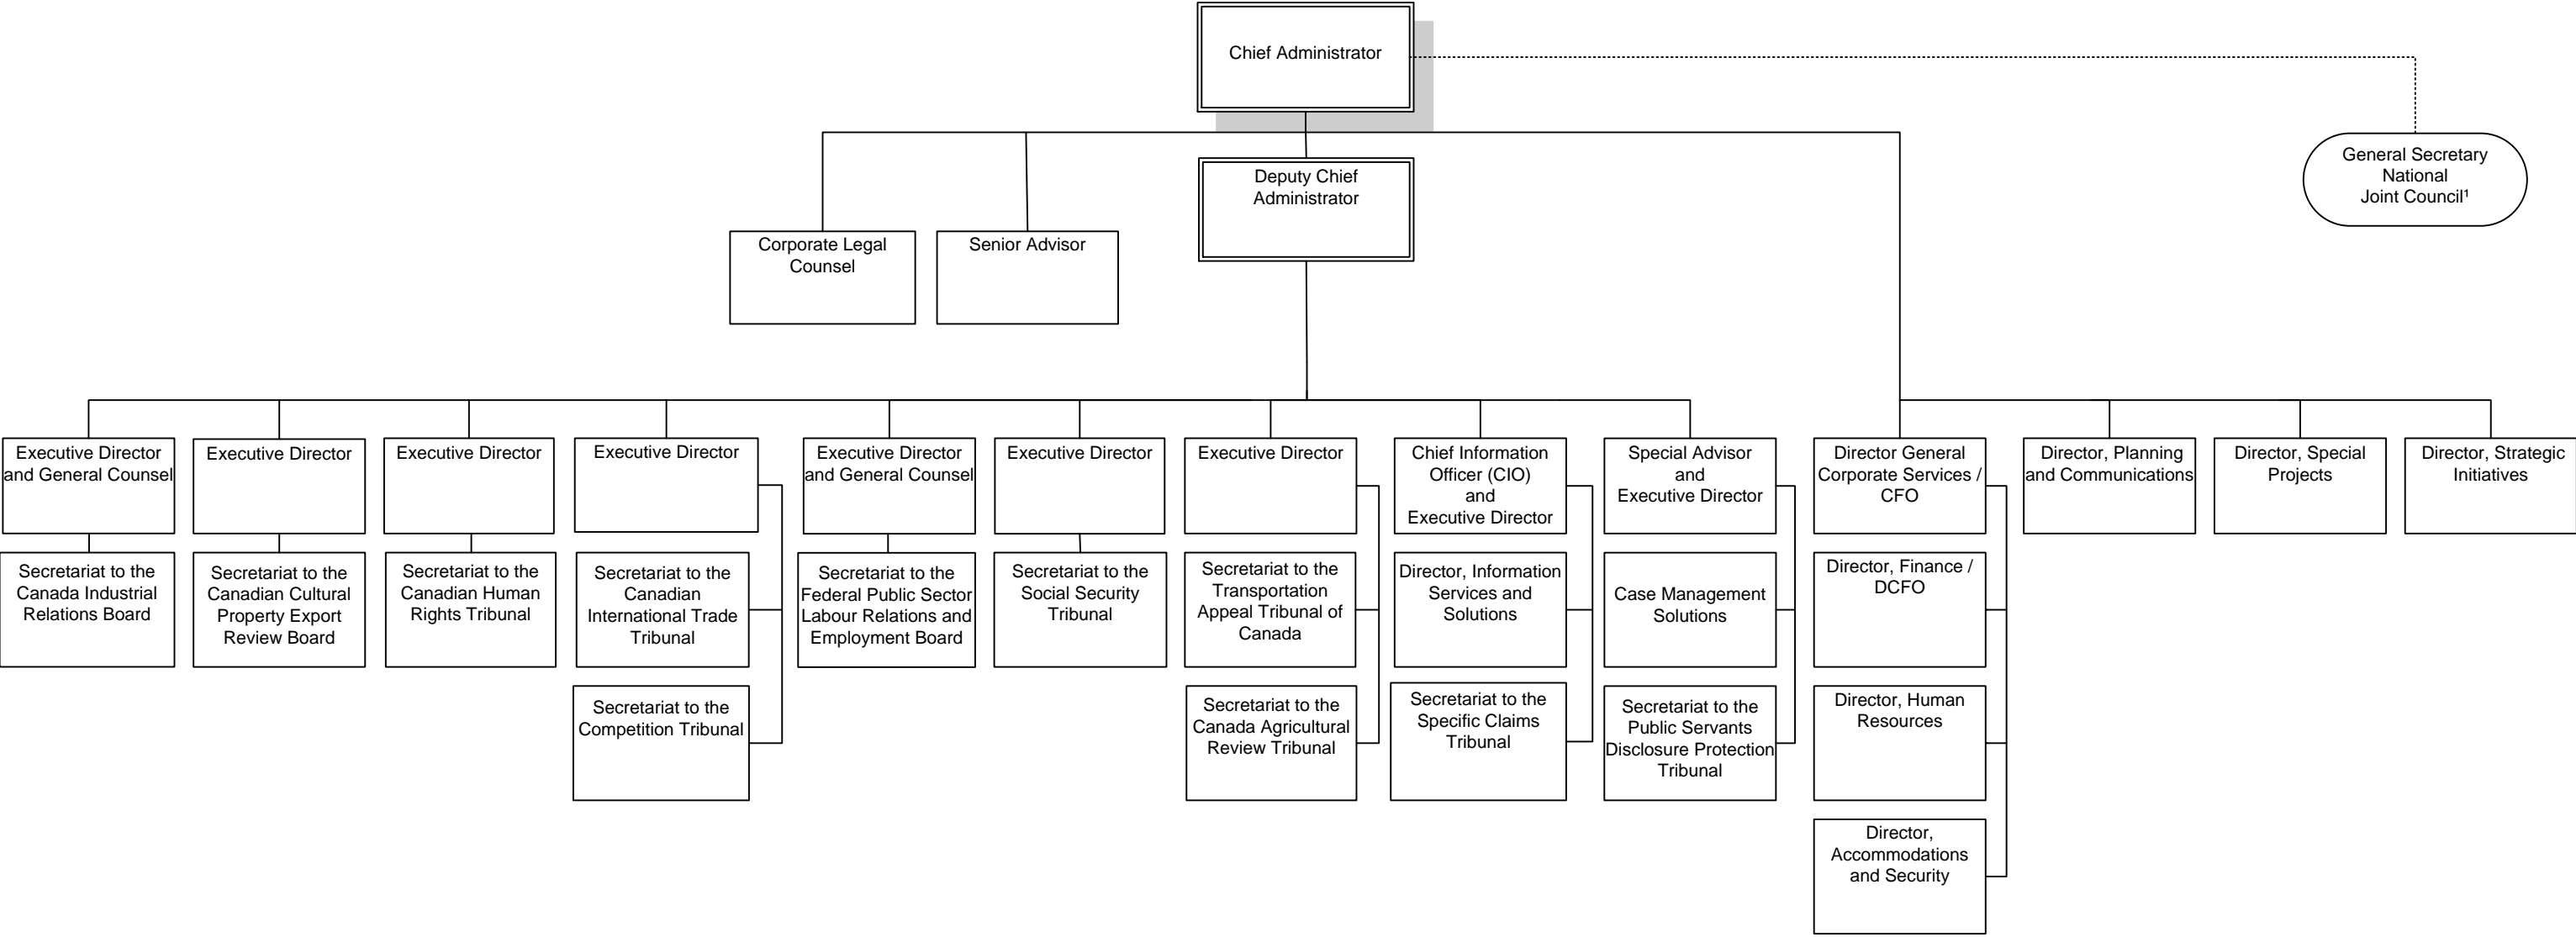 Chief Administrator
General Secretary
National
Joint Council¹
Deputy Chief
Administrator
Corporate Legal
Counsel
Senior Advisor
Executive Director
and General Counsel
Executive Director
Executive Director
Executive Director
Executive Director
and General Counsel
Executive Director
Executive Director
Chief Information
Officer (CIO)
and
Executive Director
Special Advisor
and
Executive Director
Director General
Corporate Services /
CFO
Director, Planning
and Communications
Director, Special
Projects
Director, Strategic
Initiatives
Secretariat to the
Canada Industrial
Relations Board
Secretariat to the
Canadian Cultural
Property Export
Review Board
Secretariat to the
Canadian Human
Rights Tribunal
Secretariat to the
Canadian
International Trade
Tribunal
Secretariat to the
Federal Public Sector
Labour Relations and
Employment Board
Secretariat to the
Social Security
Tribunal
Secretariat to the
Transportation
Appeal Tribunal of
Canada
Director, Information
Services and
Solutions
Case Management
Solutions
Director, Finance /
DCFO
Secretariat to the
Competition Tribunal
Secretariat to the
Canada Agricultural
Review Tribunal
Secretariat to the
Specific Claims
Tribunal
Secretariat to the
Public Servants
Disclosure Protection
Tribunal
Director, Human
Resources
Director,
Accommodations
and Security